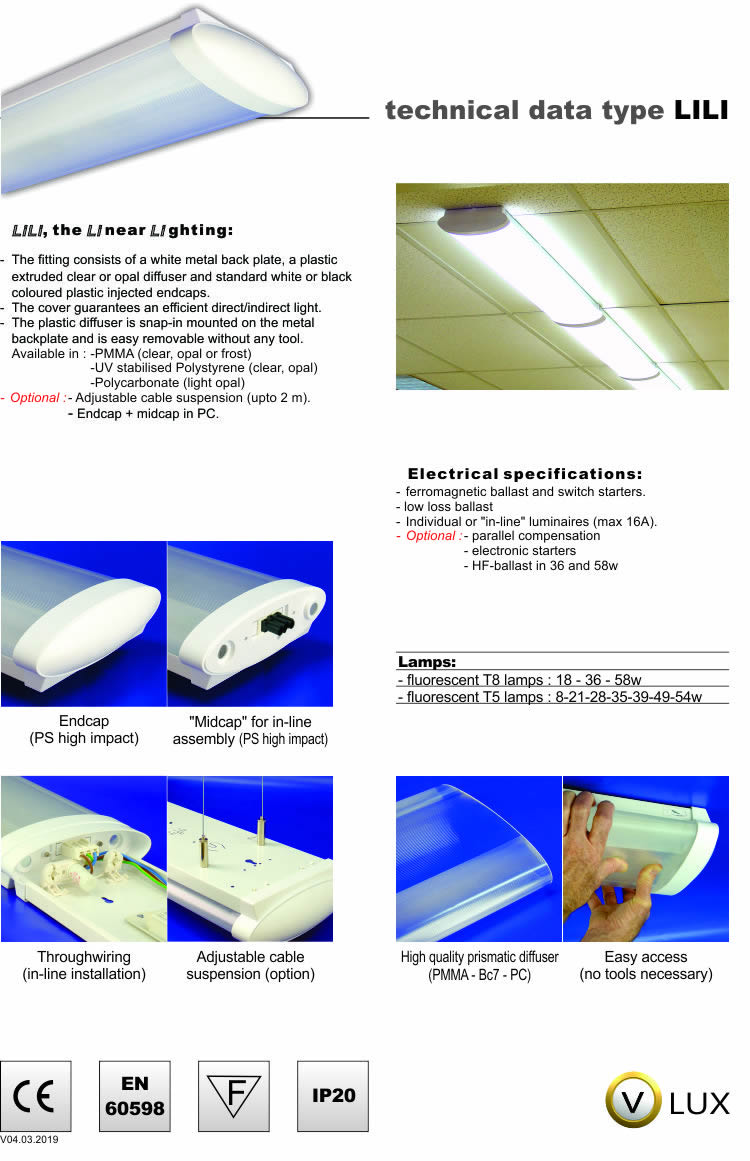 technical data type LILI
LILI, the LInear LIghting:
- The fitting consists of a white metal back plate, a plastic
extruded clear or opal diffuser and standard white or black
coloured plastic injected endcaps.
- The cover guarantees an efficient direct/indirect light.
- The plastic diffuser is snap-in mounted on the metal
backplate and is easy removable without any tool.
Available in : -PMMA (clear, opal or frost)
-UV stabilised Polystyrene (clear, opal)
-Polycarbonate (light opal)
- Optional : - Adjustable cable suspension (upto 2 m).
- Endcap + midcap in PC.
Electrical specifications:
- ferromagnetic ballast and switch starters.
- low loss ballast
- Individual or "in-line" luminaires (max 16A).
- Optional : - parallel compensation
- electronic starters
- HF-ballast in 36 and 58w
Lamps:
- fluorescent T8 lamps : 18 - 36 - 58w
- fluorescent T5 lamps : 8-21-28-35-39-49-54w
Endcap
(PS high impact)
"Midcap" for in-line
assembly (PS high impact)
Throughwiring
(in-line installation)
Adjustable cable
suspension (option)
High quality prismatic diffuser
(PMMA - Bc7 - PC)
Easy access
(no tools necessary)
CE
EN
60598
F
IP20
V LUX
V04.03.2019